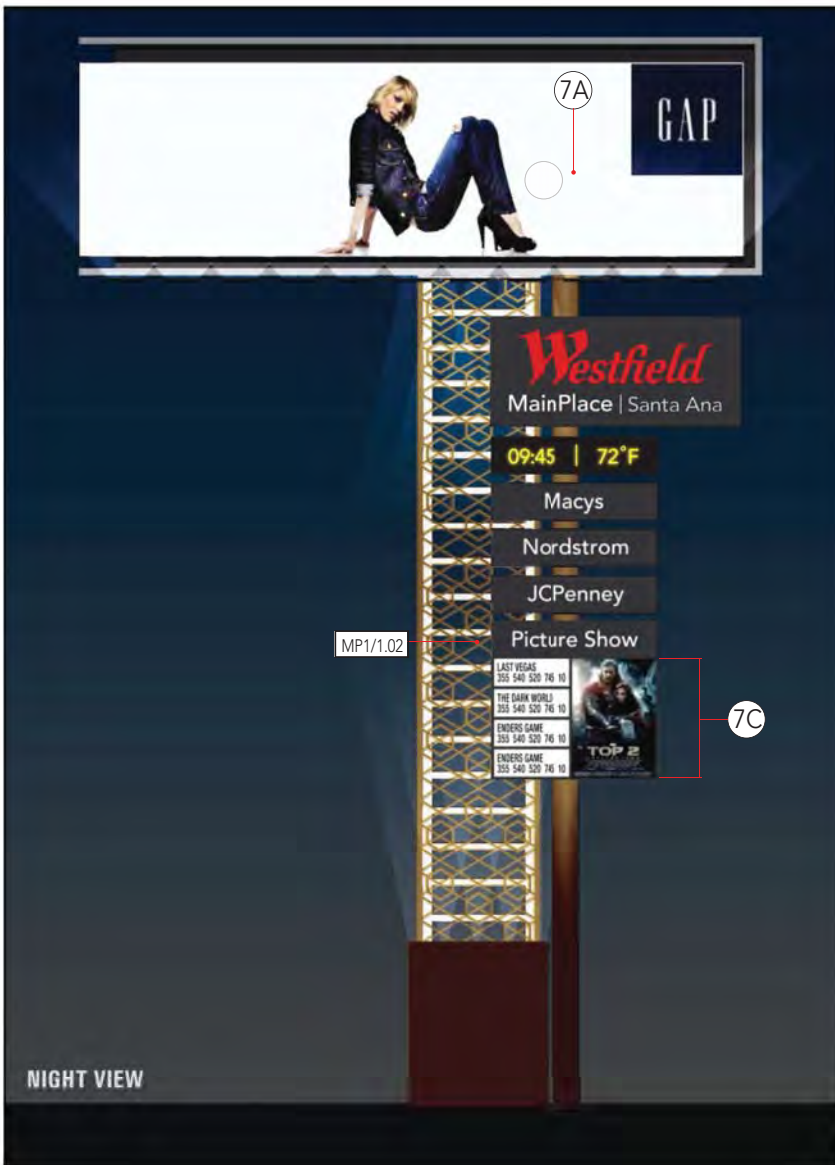 7A
GAP
Westfield
MainPlace | Santa Ana
09:45 | 72°F
Macys
Nordstrom
JCPenney
MP1/1.02
Picture Show
LAST VEGAS
355 540 520 745 10
THE DARK WORLD
355 540 520 745 10
ENDERS GAME
355 540 520 745 10
ENDERS GAME
355 540 520 745 10
TOP 2
7C
NIGHT VIEW